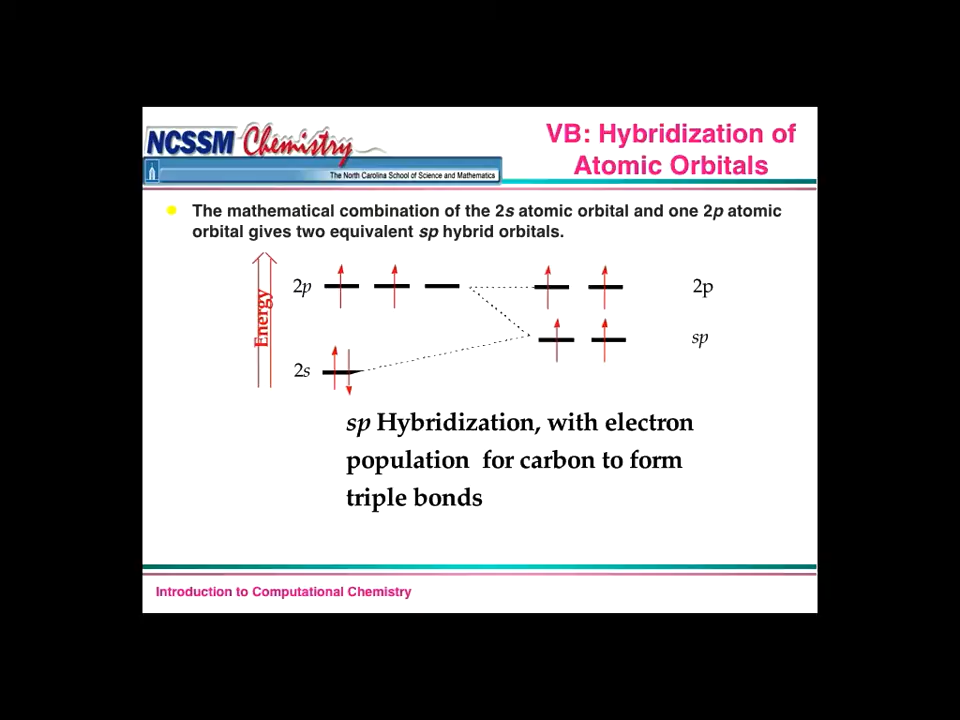 NCSSM Chemistry
The North Carolina School of Science and Mathematics
VB: Hybridization of
Atomic Orbitals
The mathematical combination of the 2s atomic orbital and one 2p atomic
orbital gives two equivalent sp hybrid orbitals.
Energy
2p
2p
sp
2s
sp Hybridization, with electron
population for carbon to form
triple bonds
Introduction to Computational Chemistry